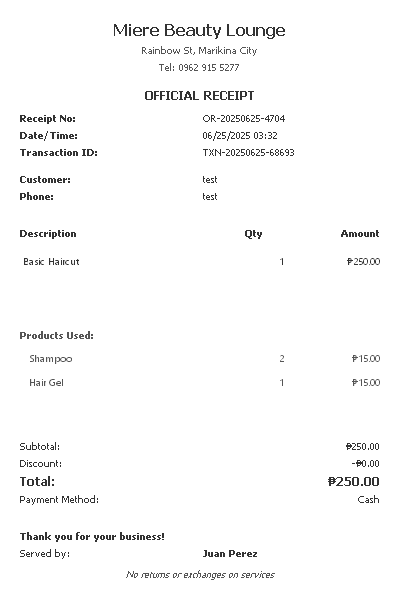 Miere Beauty Lounge
Rainbow St, Marikina City
Tel: 0962 915 5277
OFFICIAL RECEIPT
Receipt No: OR-20250625-4704
Date/Time: 06/25/2025 03:32
Transaction ID: TXN-20250625-68693
Customer: test
Phone: test
Description Qty Amount
Basic Haircut 1 ₱250.00
Products Used:
Shampoo 2 ₱15.00
Hair Gel 1 ₱15.00
Subtotal: ₱250.00
Discount: -₱0.00
Total: ₱250.00
Payment Method: Cash
Thank you for your business!
Served by: Juan Perez
No returns or exchanges on services